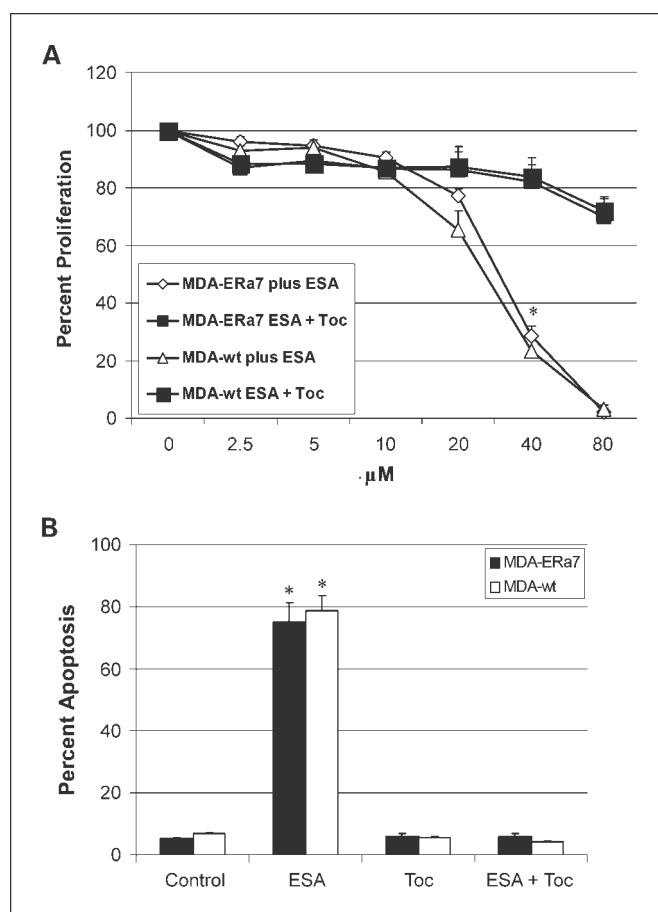 A
120
100
80
60
40
20
0
Percent Proliferation
MDA-ERa7 plus ESA
MDA-ERa7 ESA + Toc
MDA-wt plus ESA
MDA-wt ESA + Toc
*
0 2.5 5 10 20 40 80
µM
B
100
80
60
40
20
0
Percent Apoptosis
MDA-ERa7
MDA-wt
* *
Control ESA Toc ESA + Toc